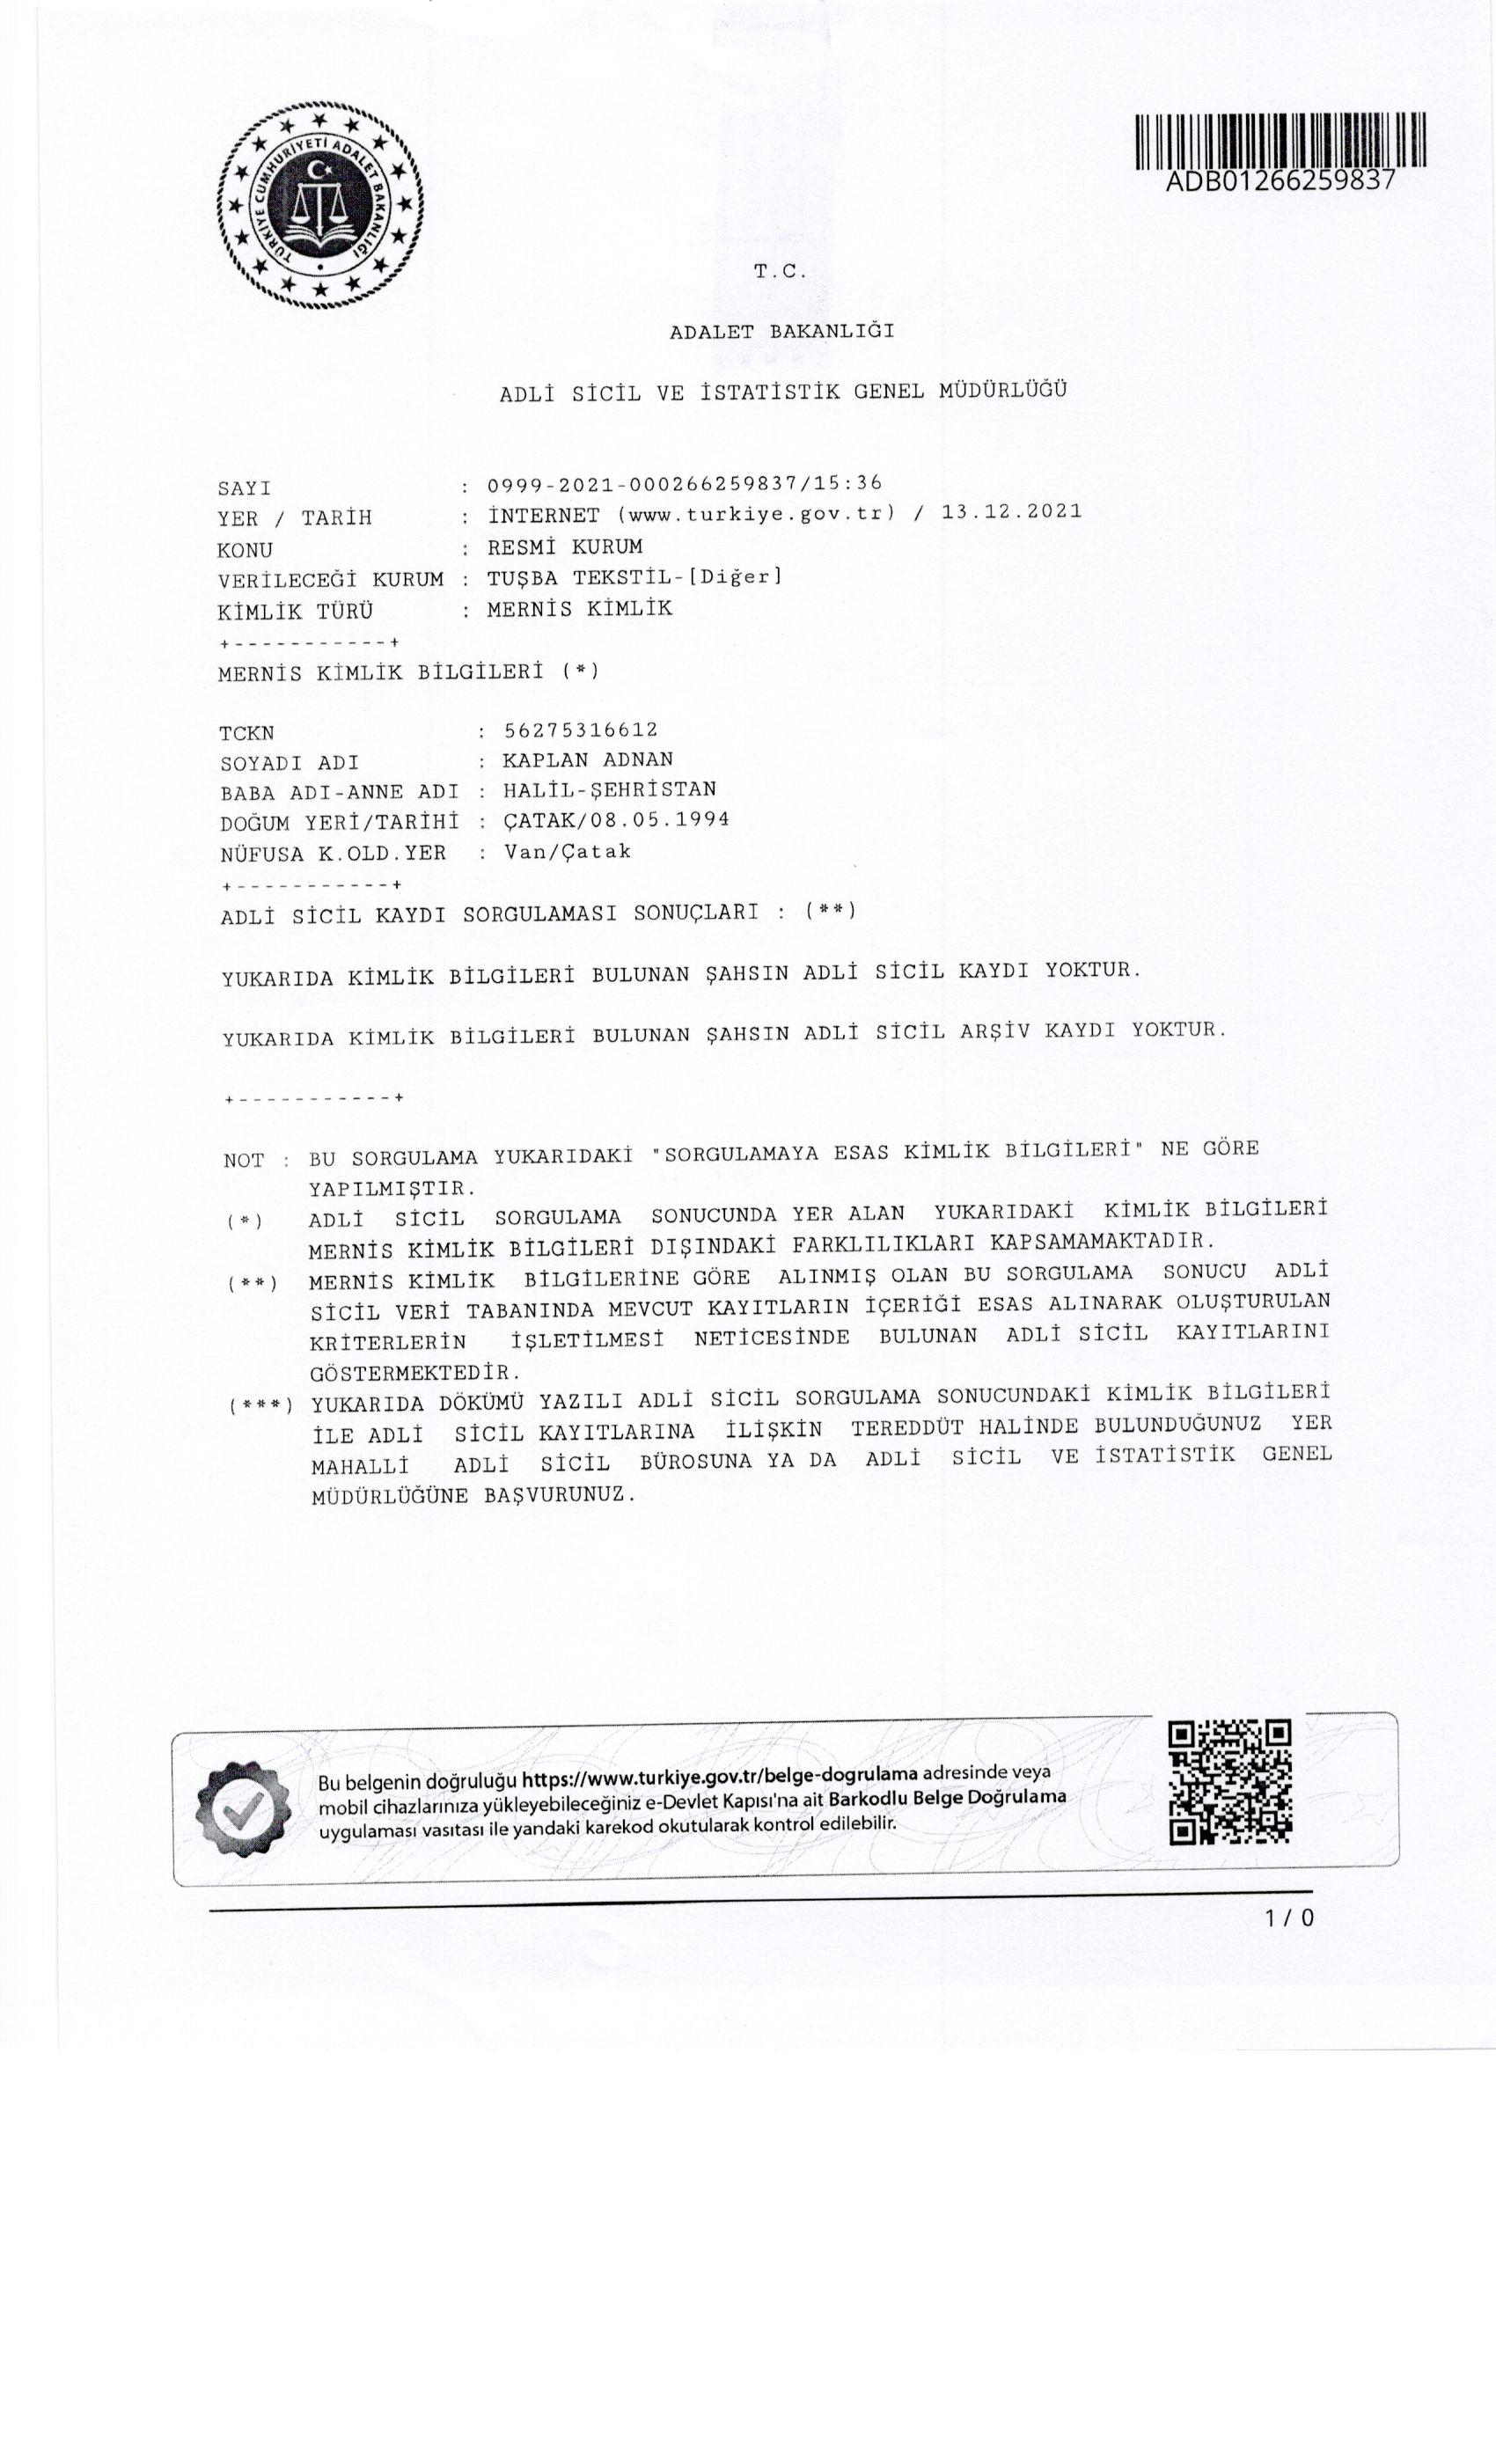 TÜRKİYE CUMHURİYETİ ADALET BAKANLIĞI
ADB01266259837
T.C.
ADALET BAKANLIĞI
ADLİ SİCİL VE İSTATİSTİK GENEL MÜDÜRLÜĞÜ
SAYI : 0999-2021-000266259837/15:36
YER / TARİH : İNTERNET (www.turkiye.gov.tr) / 13.12.2021
KONU : RESMİ KURUM
VERİLECEĞİ KURUM : TUŞBA TEKSTİL-[Diğer]
KİMLİK TÜRÜ : MERNİS KİMLİK
+-----------+
MERNİS KİMLİK BİLGİLERİ (*)
TCKN : 56275316612
SOYADI ADI : KAPLAN ADNAN
BABA ADI-ANNE ADI : HALİL-ŞEHRİSTAN
DOĞUM YERİ/TARİHİ : ÇATAK/08.05.1994
NÜFUSA K.OLD.YER : Van/Çatak
+-----------+
ADLİ SİCİL KAYDI SORGULAMASI SONUÇLARI : (**)
YUKARIDA KİMLİK BİLGİLERİ BULUNAN ŞAHSIN ADLİ SİCİL KAYDI YOKTUR.
YUKARIDA KİMLİK BİLGİLERİ BULUNAN ŞAHSIN ADLİ SİCİL ARŞİV KAYDI YOKTUR.
+-----------+
NOT : BU SORGULAMA YUKARIDAKİ "SORGULAMAYA ESAS KİMLİK BİLGİLERİ" NE GÖRE
YAPILMIŞTIR.
(*) ADLİ SİCİL SORGULAMA SONUCUNDA YER ALAN YUKARIDAKİ KİMLİK BİLGİLERİ
MERNİS KİMLİK BİLGİLERİ DIŞINDAKİ FARKLILIKLARI KAPSAMAMAKTADIR.
(**) MERNİS KİMLİK BİLGİLERİNE GÖRE ALINMIŞ OLAN BU SORGULAMA SONUCU ADLİ
SİCİL VERİ TABANINDA MEVCUT KAYITLARIN İÇERİĞİ ESAS ALINARAK OLUŞTURULAN
KRİTERLERİN İŞLETİLMESİ NETİCESİNDE BULUNAN ADLİ SİCİL KAYITLARINI
GÖSTERMEKTEDİR.
(***) YUKARIDA DÖKÜMÜ YAZILI ADLİ SİCİL SORGULAMA SONUCUNDAKİ KİMLİK BİLGİLERİ
İLE ADLİ SİCİL KAYITLARINA İLİŞKİN TEREDDÜT HALİNDE BULUNDUĞUNUZ YER
MAHALLİ ADLİ SİCİL BÜROSUNA YA DA ADLİ SİCİL VE İSTATİSTİK GENEL
MÜDÜRLÜĞÜNE BAŞVURUNUZ.
Bu belgenin doğruluğu https://www.turkiye.gov.tr/belge-dogrulama adresinde veya
mobil cihazlarınıza yükleyebileceğiniz e-Devlet Kapısı'na ait Barkodlu Belge Doğrulama
uygulaması vasıtası ile yandaki karekod okutularak kontrol edilebilir.
1 / 0